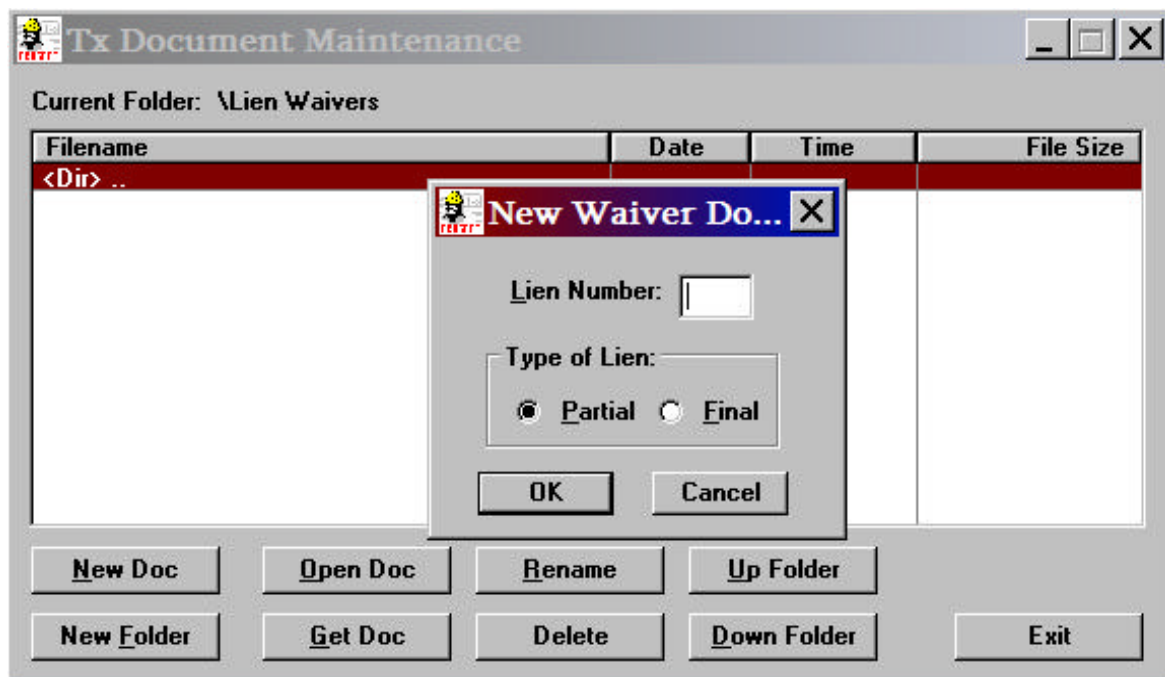 Tx Document Maintenance
Current Folder: \Lien Waivers
Filename Date Time File Size
<Dir> ..
New Waiver Do...
Lien Number:
Type of Lien:
Partial Final
OK Cancel
New Doc Open Doc Rename Up Folder
New Folder Get Doc Delete Down Folder Exit